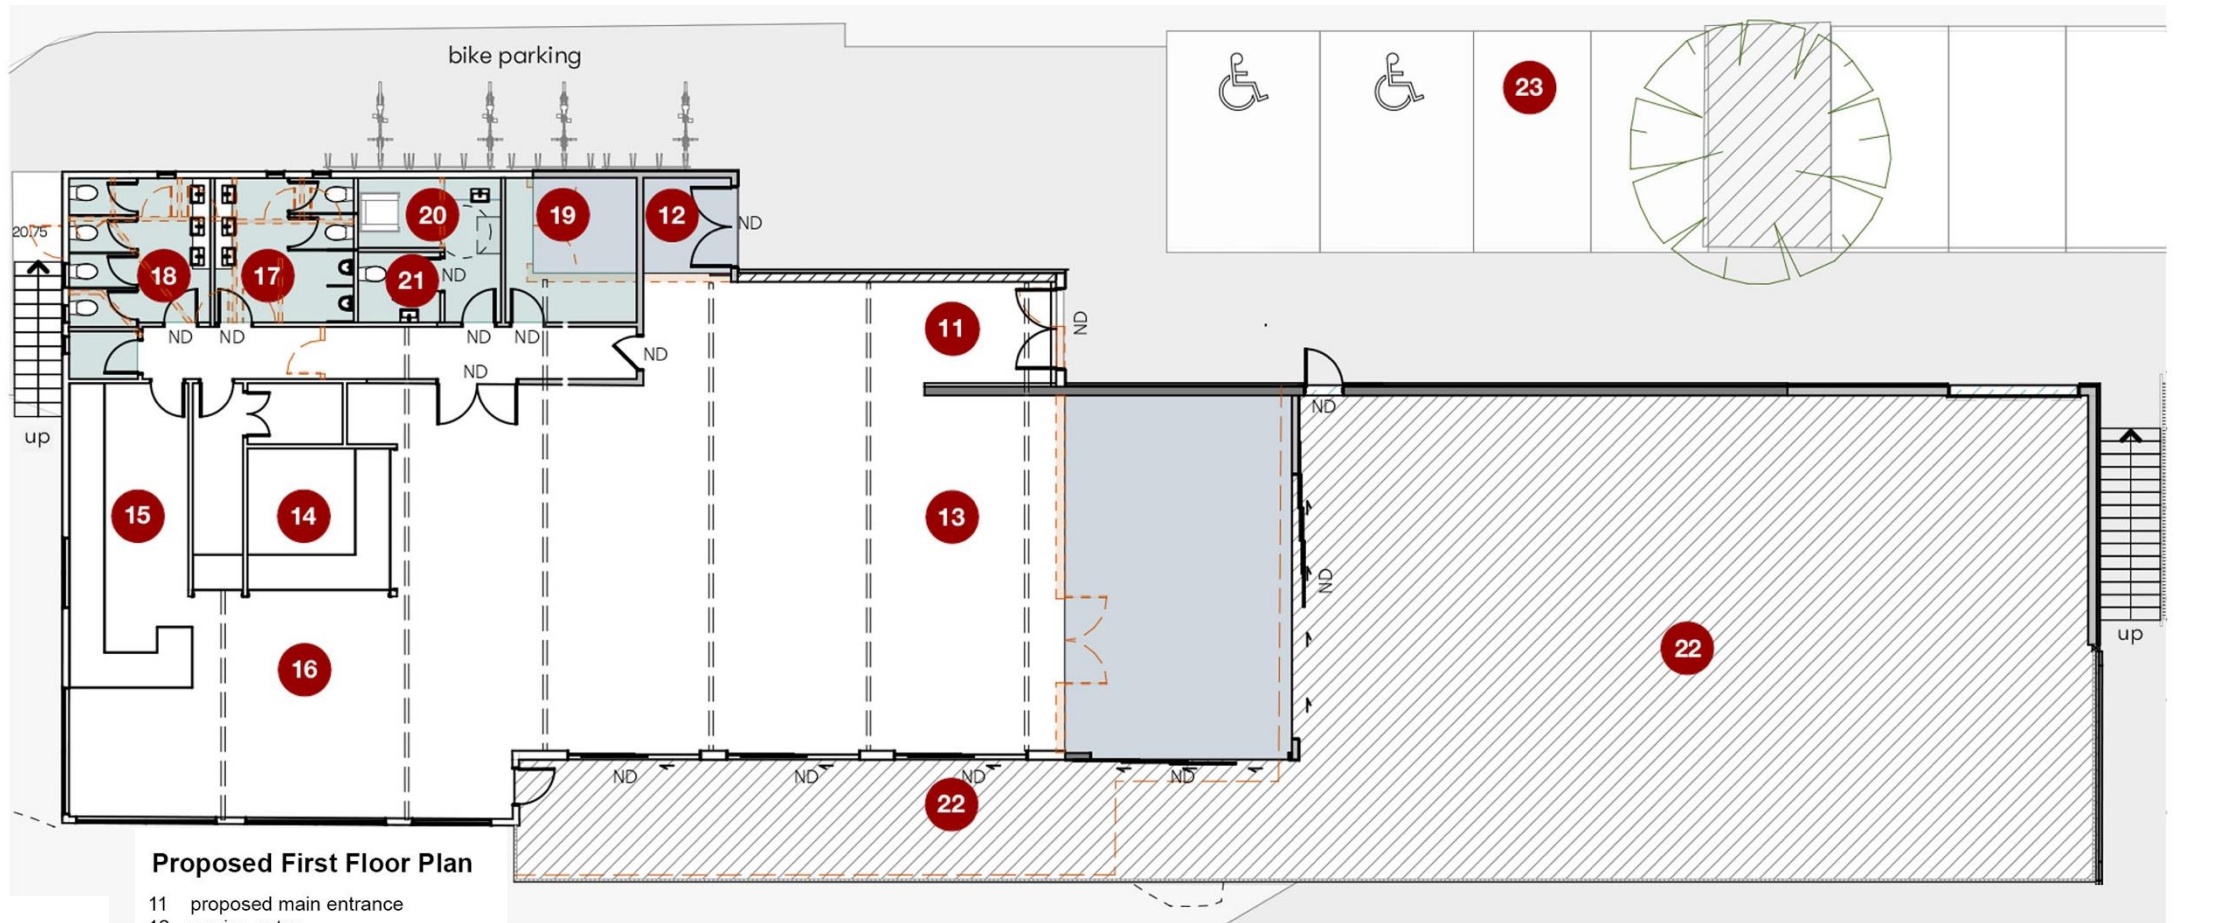 bike parking
23
20
19
12
ND
20.75
18
17
21
ND
11
ND
ND
ND
ND
ND
ND
ND
ND
up
15
14
13
ND
up
16
22
ND
ND
ND
ND
22
Proposed First Floor Plan
11 proposed main entrance